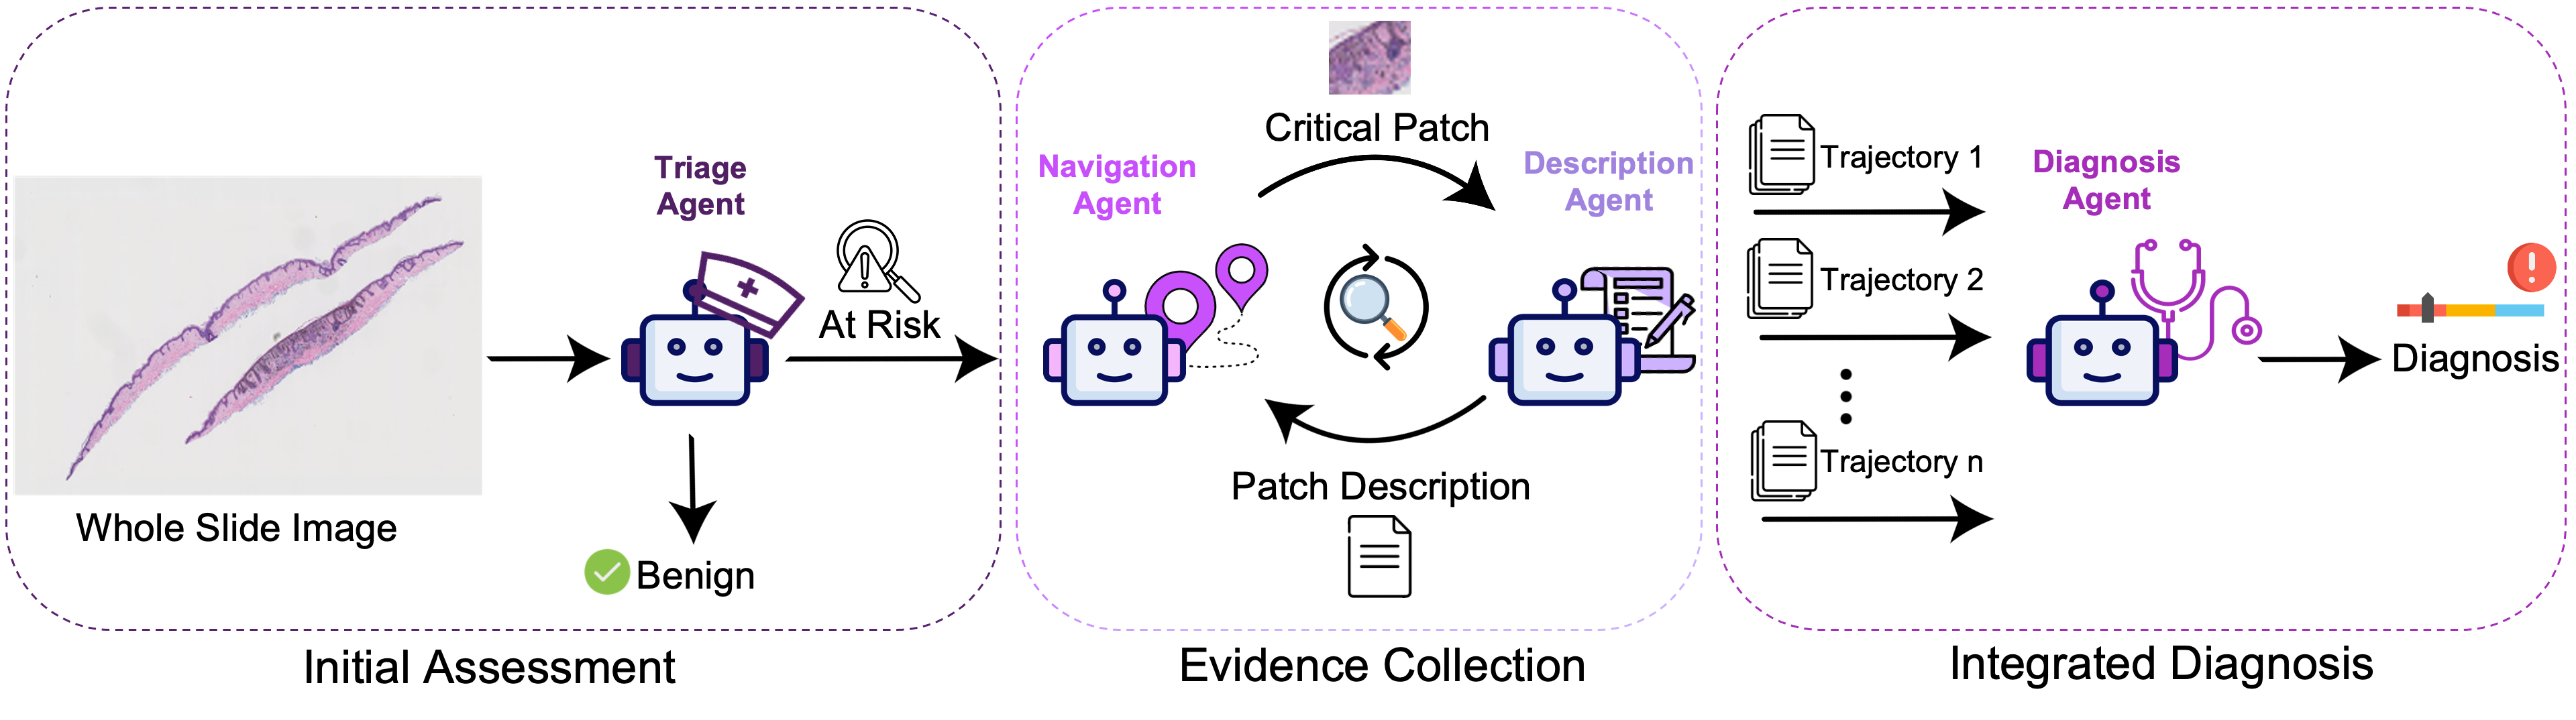 Whole Slide Image
Triage
Agent
At Risk
Benign
Initial Assessment
Critical Patch
Navigation
Agent
Description
Agent
Patch Description
Evidence Collection
Trajectory 1
Trajectory 2
Trajectory n
Diagnosis
Agent
Diagnosis
Integrated Diagnosis